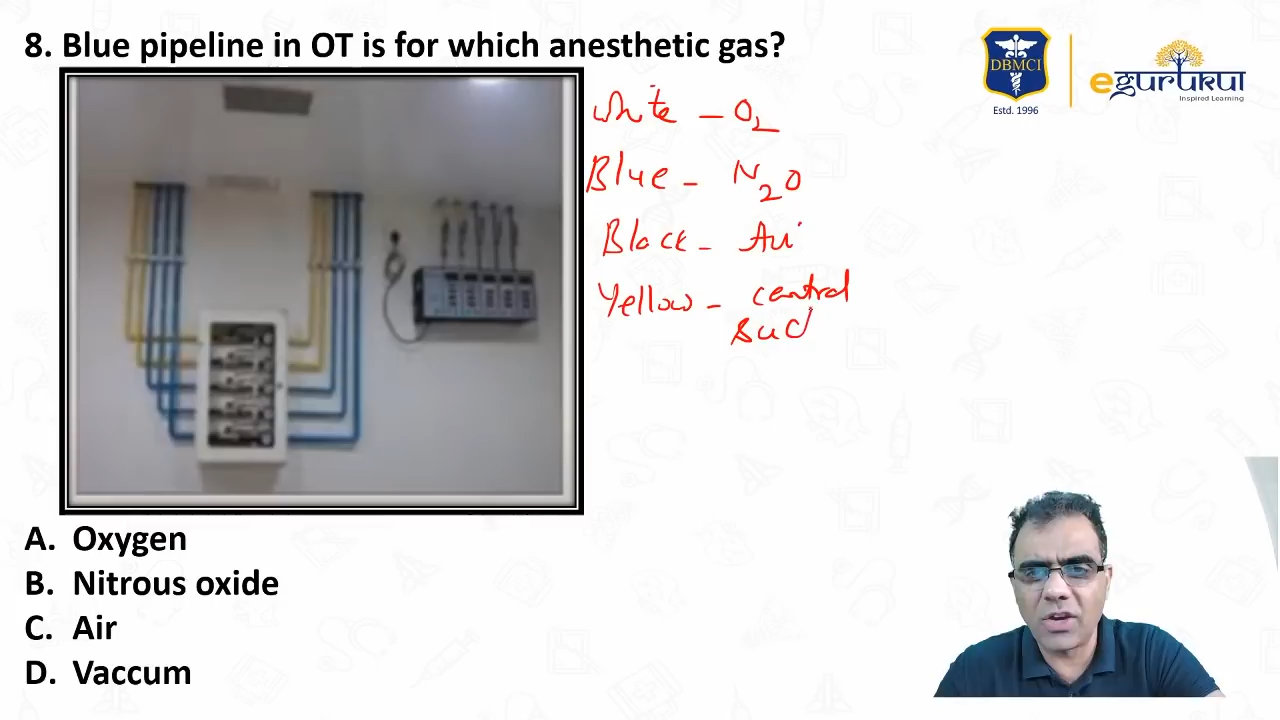 8. Blue pipeline in OT is for which anesthetic gas?
DBMCI
Estd. 1996
eGurukul
Inspired Learning
White - O2
Blue - N2O
Black - Air
Yellow - central
suc
A. Oxygen
B. Nitrous oxide
C. Air
D. Vaccum